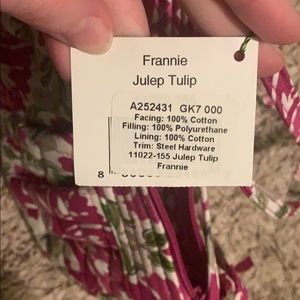 Frannie
Julep Tulip
A252431 GK7 000
Facing: 100% Cotton
Filling: 100% Polyurethane
Lining: 100% Cotton
Trim: Steel Hardware
11022-155 Julep Tulip
Frannie
8